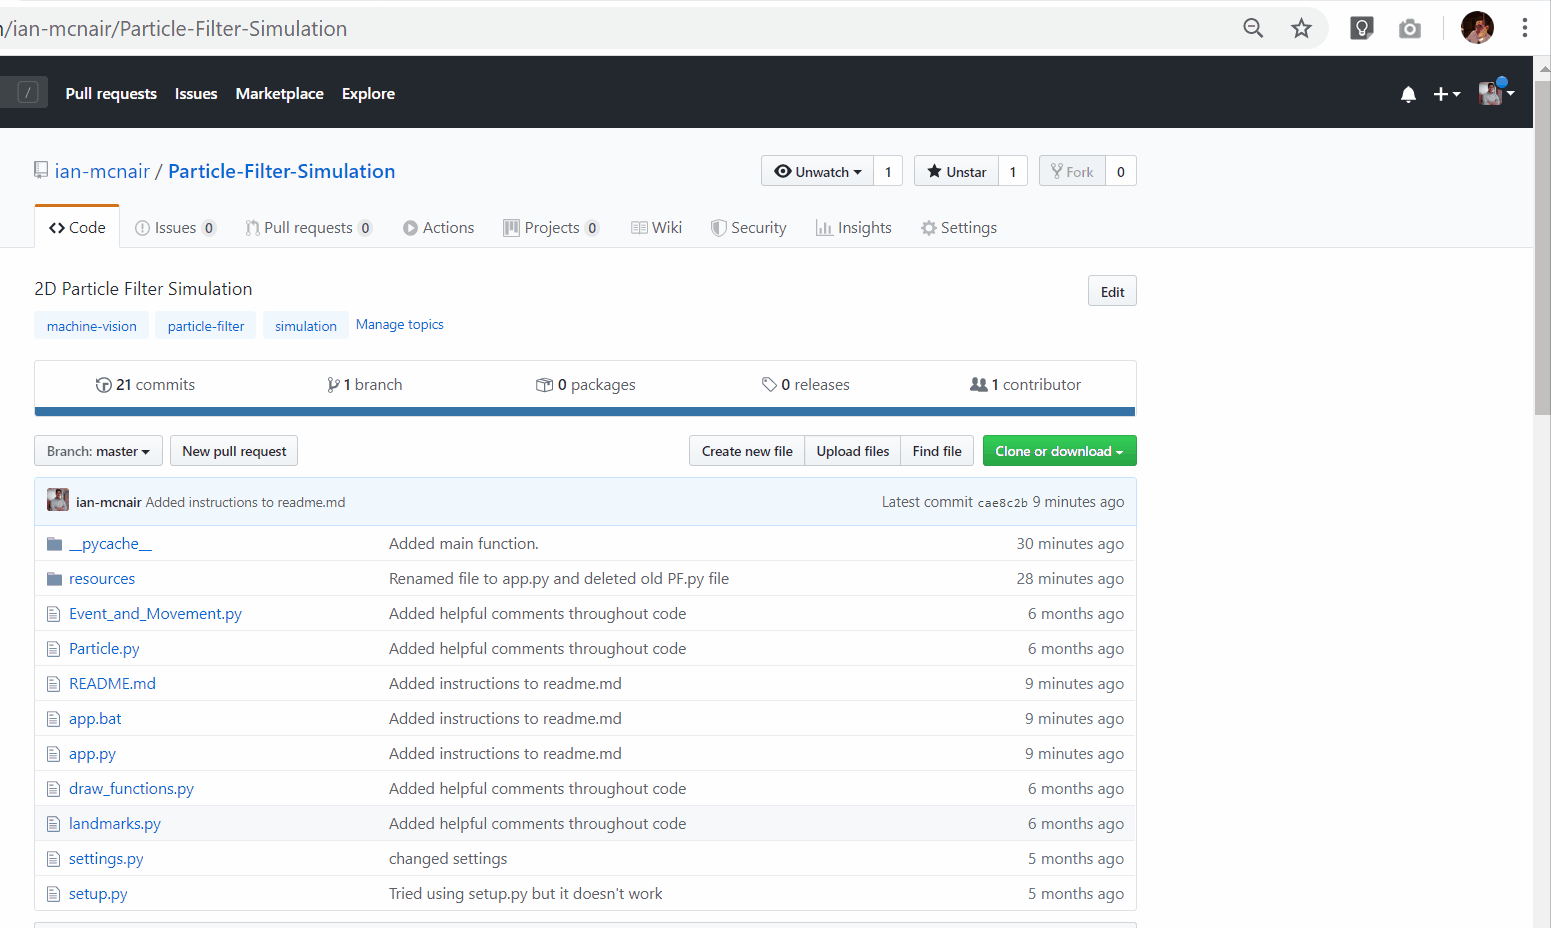 /ian-mcnair/Particle-Filter-Simulation
/ Pull requests Issues Marketplace Explore
ian-mcnair / Particle-Filter-Simulation Unwatch 1 Unstar 1 Fork 0
Code Issues 0 Pull requests 0 Actions Projects 0 Wiki Security Insights Settings
2D Particle Filter Simulation Edit
machine-vision particle-filter simulation Manage topics
21 commits 1 branch 0 packages 0 releases 1 contributor
Branch: master New pull request Create new file Upload files Find file Clone or download
ian-mcnair Added instructions to readme.md Latest commit cae8c2b 9 minutes ago
__pycache__ Added main function. 30 minutes ago
resources Renamed file to app.py and deleted old PF.py file 28 minutes ago
Event_and_Movement.py Added helpful comments throughout code 6 months ago
Particle.py Added helpful comments throughout code 6 months ago
README.md Added instructions to readme.md 9 minutes ago
app.bat Added instructions to readme.md 9 minutes ago
app.py Added instructions to readme.md 9 minutes ago
draw_functions.py Added helpful comments throughout code 6 months ago
landmarks.py Added helpful comments throughout code 6 months ago
settings.py changed settings 5 months ago
setup.py Tried using setup.py but it doesn't work 5 months ago